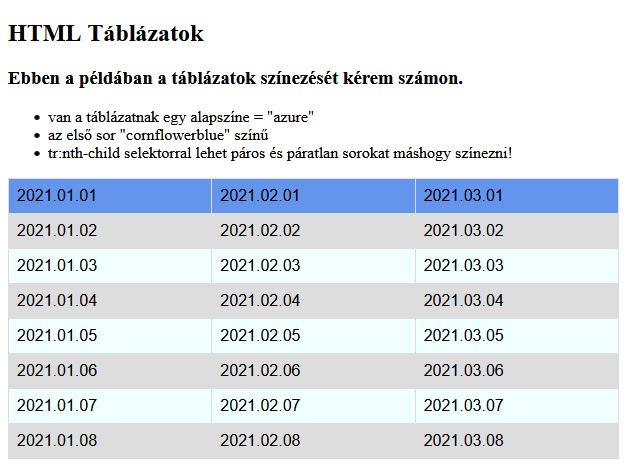 HTML Táblázatok
Ebben a példában a táblázatok színezését kérem számon.
• van a táblázatnak egy alapszíne = "azure"
• az első sor "cornflowerblue" színű
• tr:nth-child selektorral lehet páros és páratlan sorokat máshogy színezni!
2021.01.01 2021.02.01 2021.03.01
2021.01.02 2021.02.02 2021.03.02
2021.01.03 2021.02.03 2021.03.03
2021.01.04 2021.02.04 2021.03.04
2021.01.05 2021.02.05 2021.03.05
2021.01.06 2021.02.06 2021.03.06
2021.01.07 2021.02.07 2021.03.07
2021.01.08 2021.02.08 2021.03.08